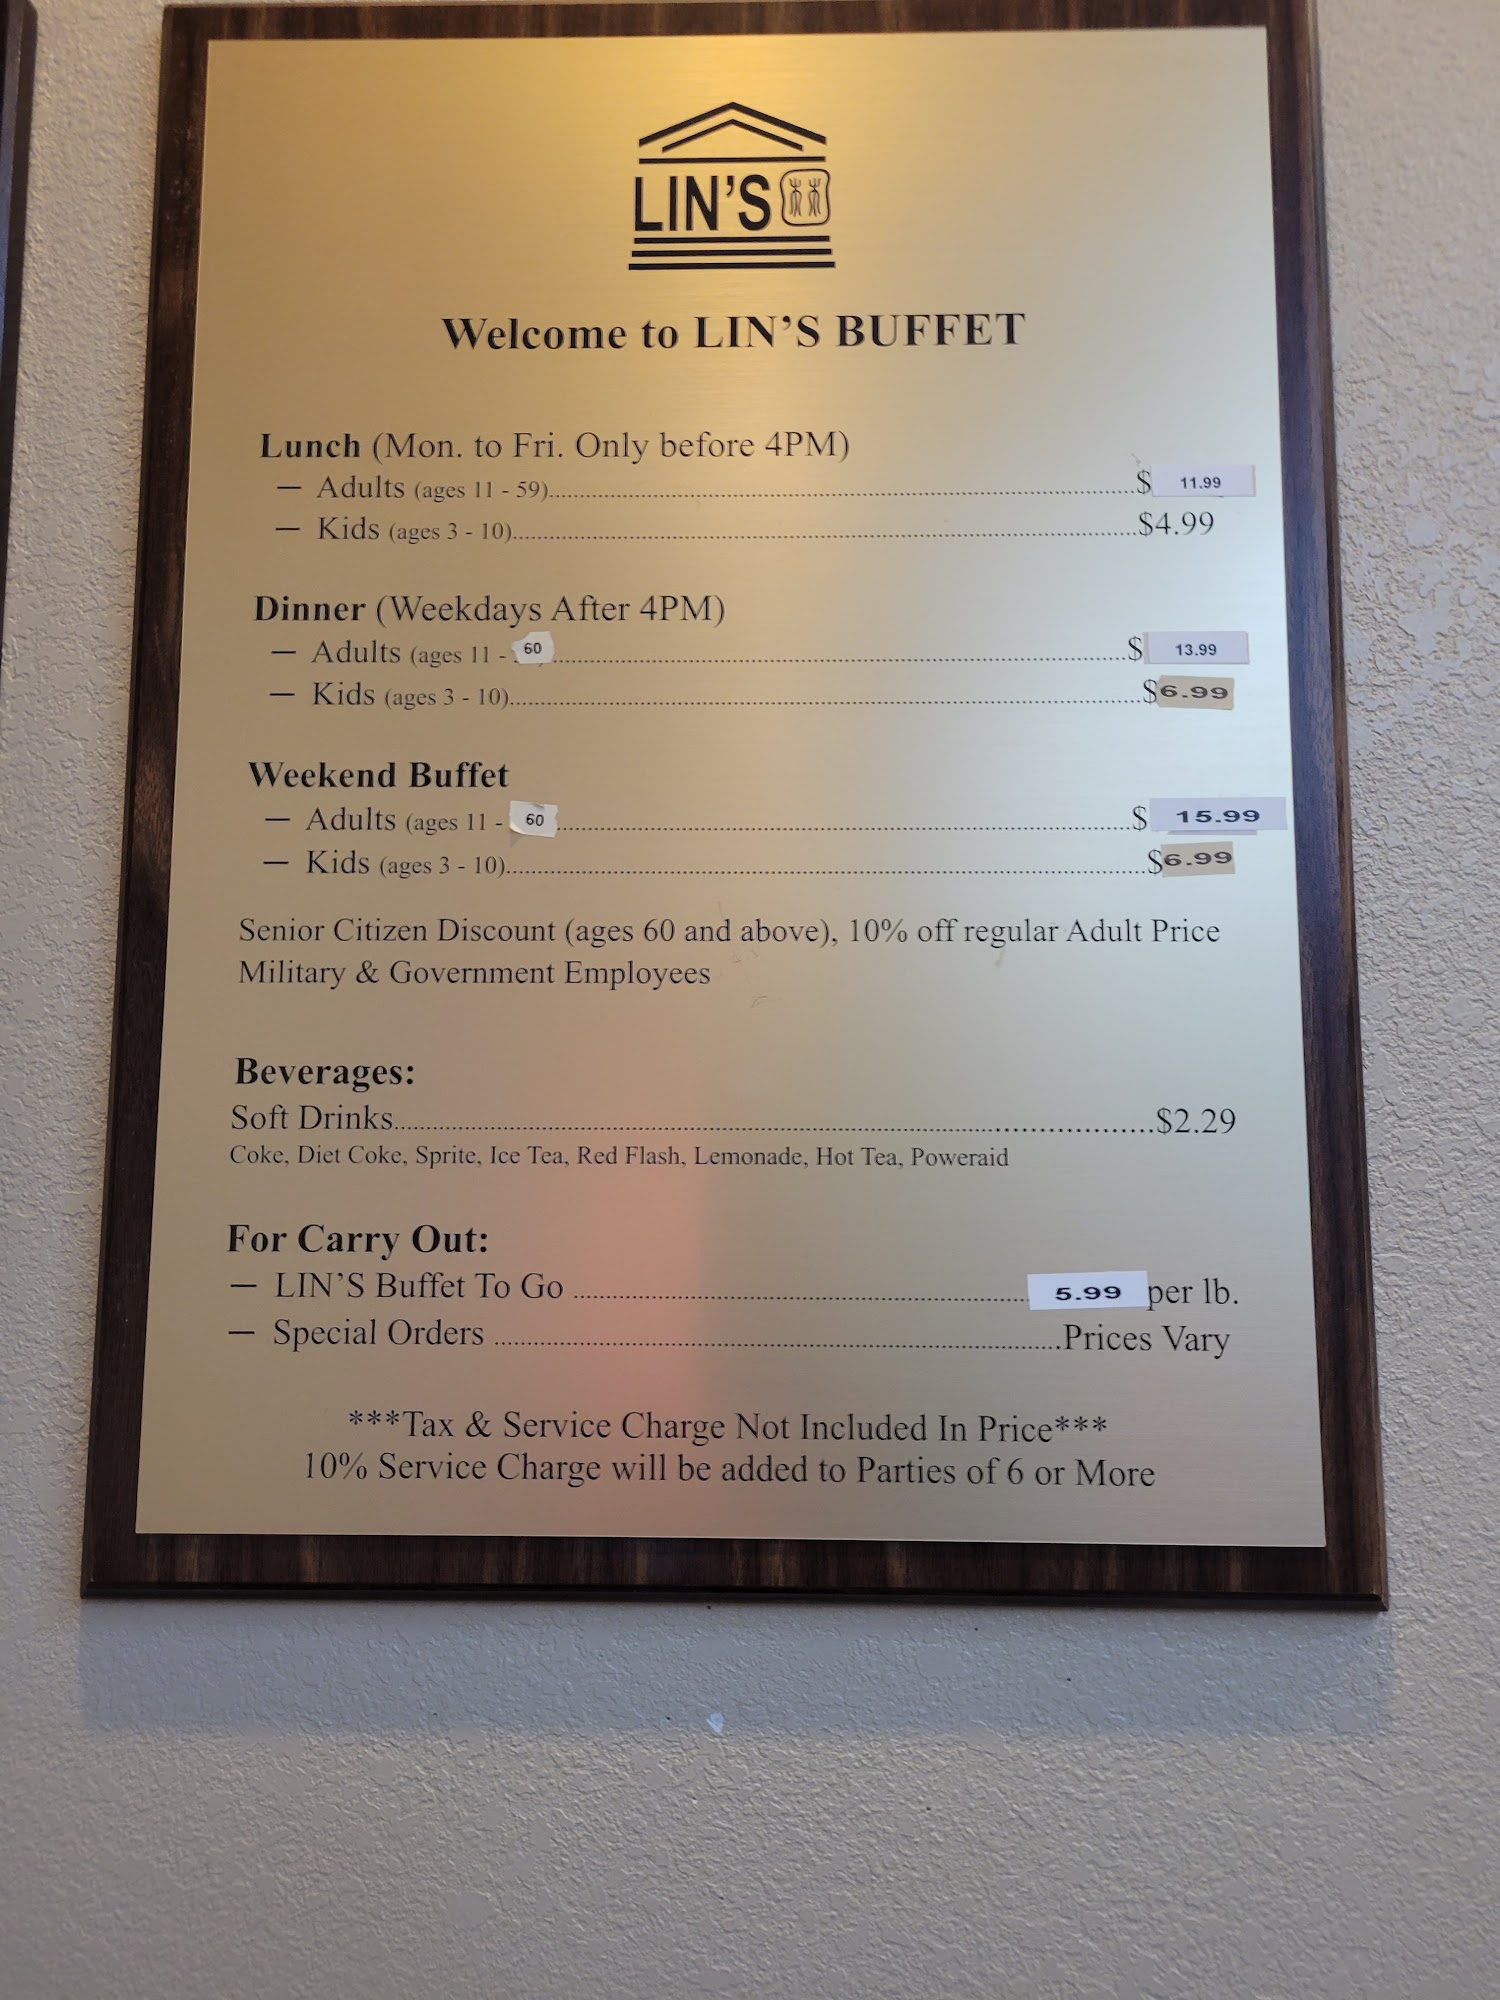 LIN'S
Welcome to LIN'S BUFFET
Lunch (Mon. to Fri. Only before 4PM)
— Adults (ages 11 - 59)..........$ 11.99
— Kids (ages 3 - 10)..........$4.99
Dinner (Weekdays After 4PM)
— Adults (ages 11 - 60..........$ 13.99
— Kids (ages 3 - 10)..........$6.99
Weekend Buffet
— Adults (ages 11 - 60..........$ 15.99
— Kids (ages 3 - 10)..........$6.99
Senior Citizen Discount (ages 60 and above), 10% off regular Adult Price
Military & Government Employees
Beverages:
Soft Drinks..........$2.29
Coke, Diet Coke, Sprite, Ice Tea, Red Flash, Lemonade, Hot Tea, Poweraid
For Carry Out:
— LIN'S Buffet To Go ..........5.99 per lb.
— Special Orders ..........Prices Vary
***Tax & Service Charge Not Included In Price***
10% Service Charge will be added to Parties of 6 or More